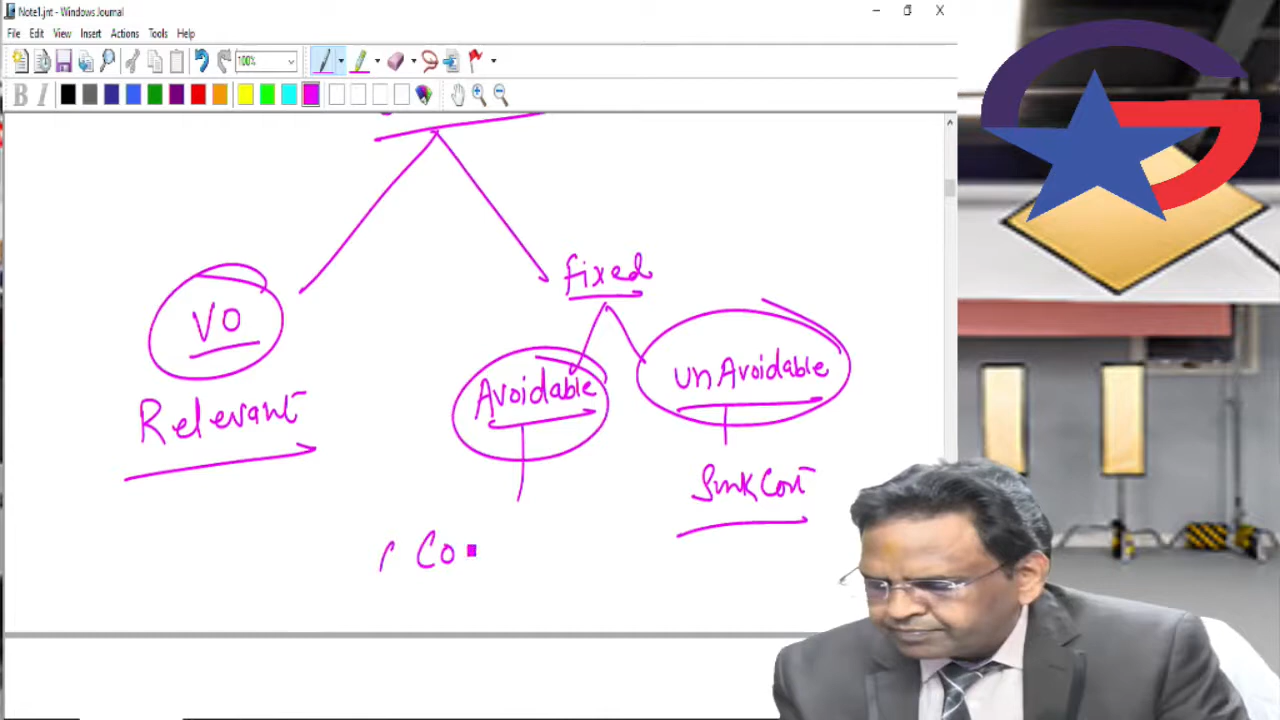 Note1.jnt - Windows Journal
File Edit View Insert Actions Tools Help
100%
B I
fixed
VO
Avoidable
unAvoidable
Relevant
Sunk Cost
( Co